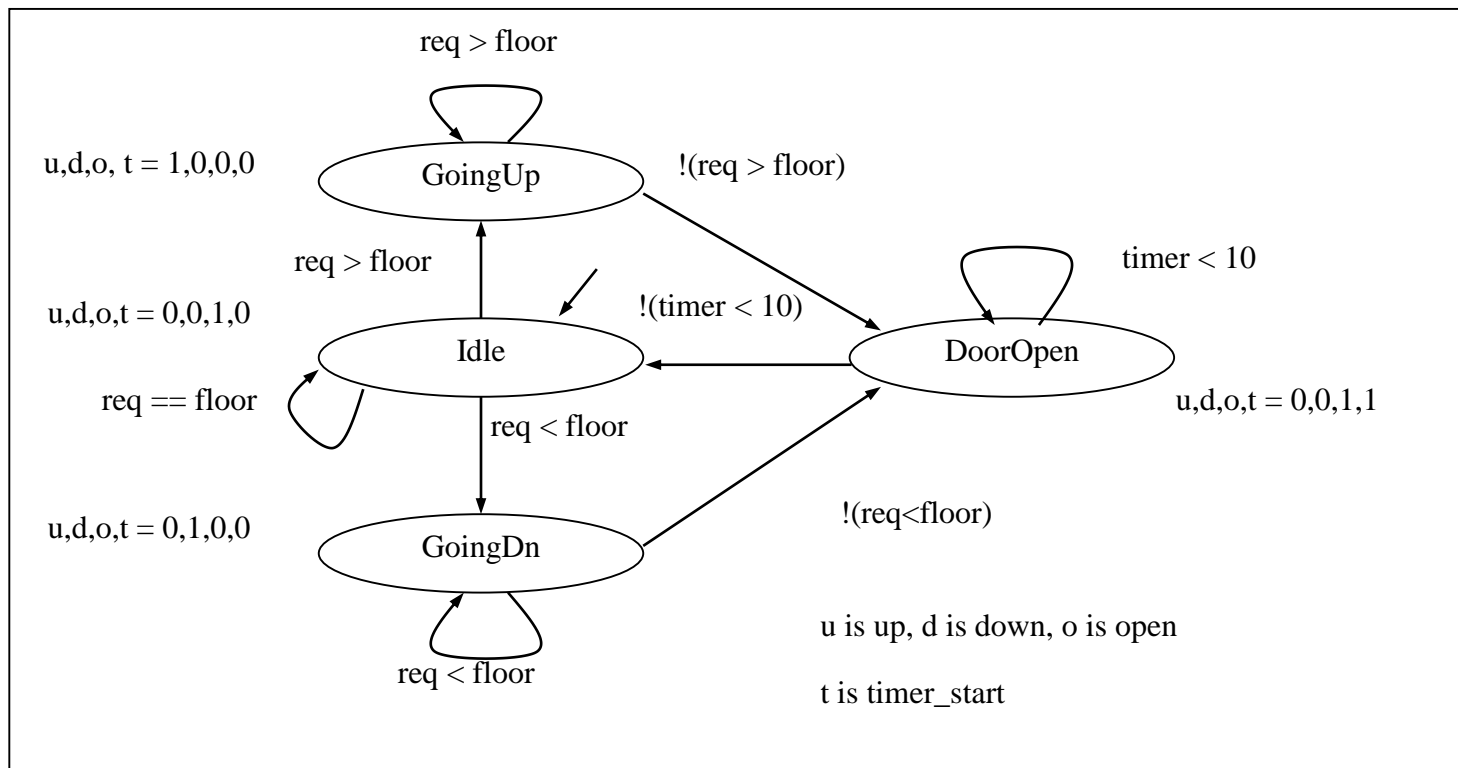 req > floor
u,d,o, t = 1,0,0,0
GoingUp
!(req > floor)
req > floor
timer < 10
u,d,o,t = 0,0,1,0
!(timer < 10)
Idle
DoorOpen
req == floor
u,d,o,t = 0,0,1,1
req < floor
u,d,o,t = 0,1,0,0
!(req<floor)
GoingDn
u is up, d is down, o is open
req < floor
t is timer_start